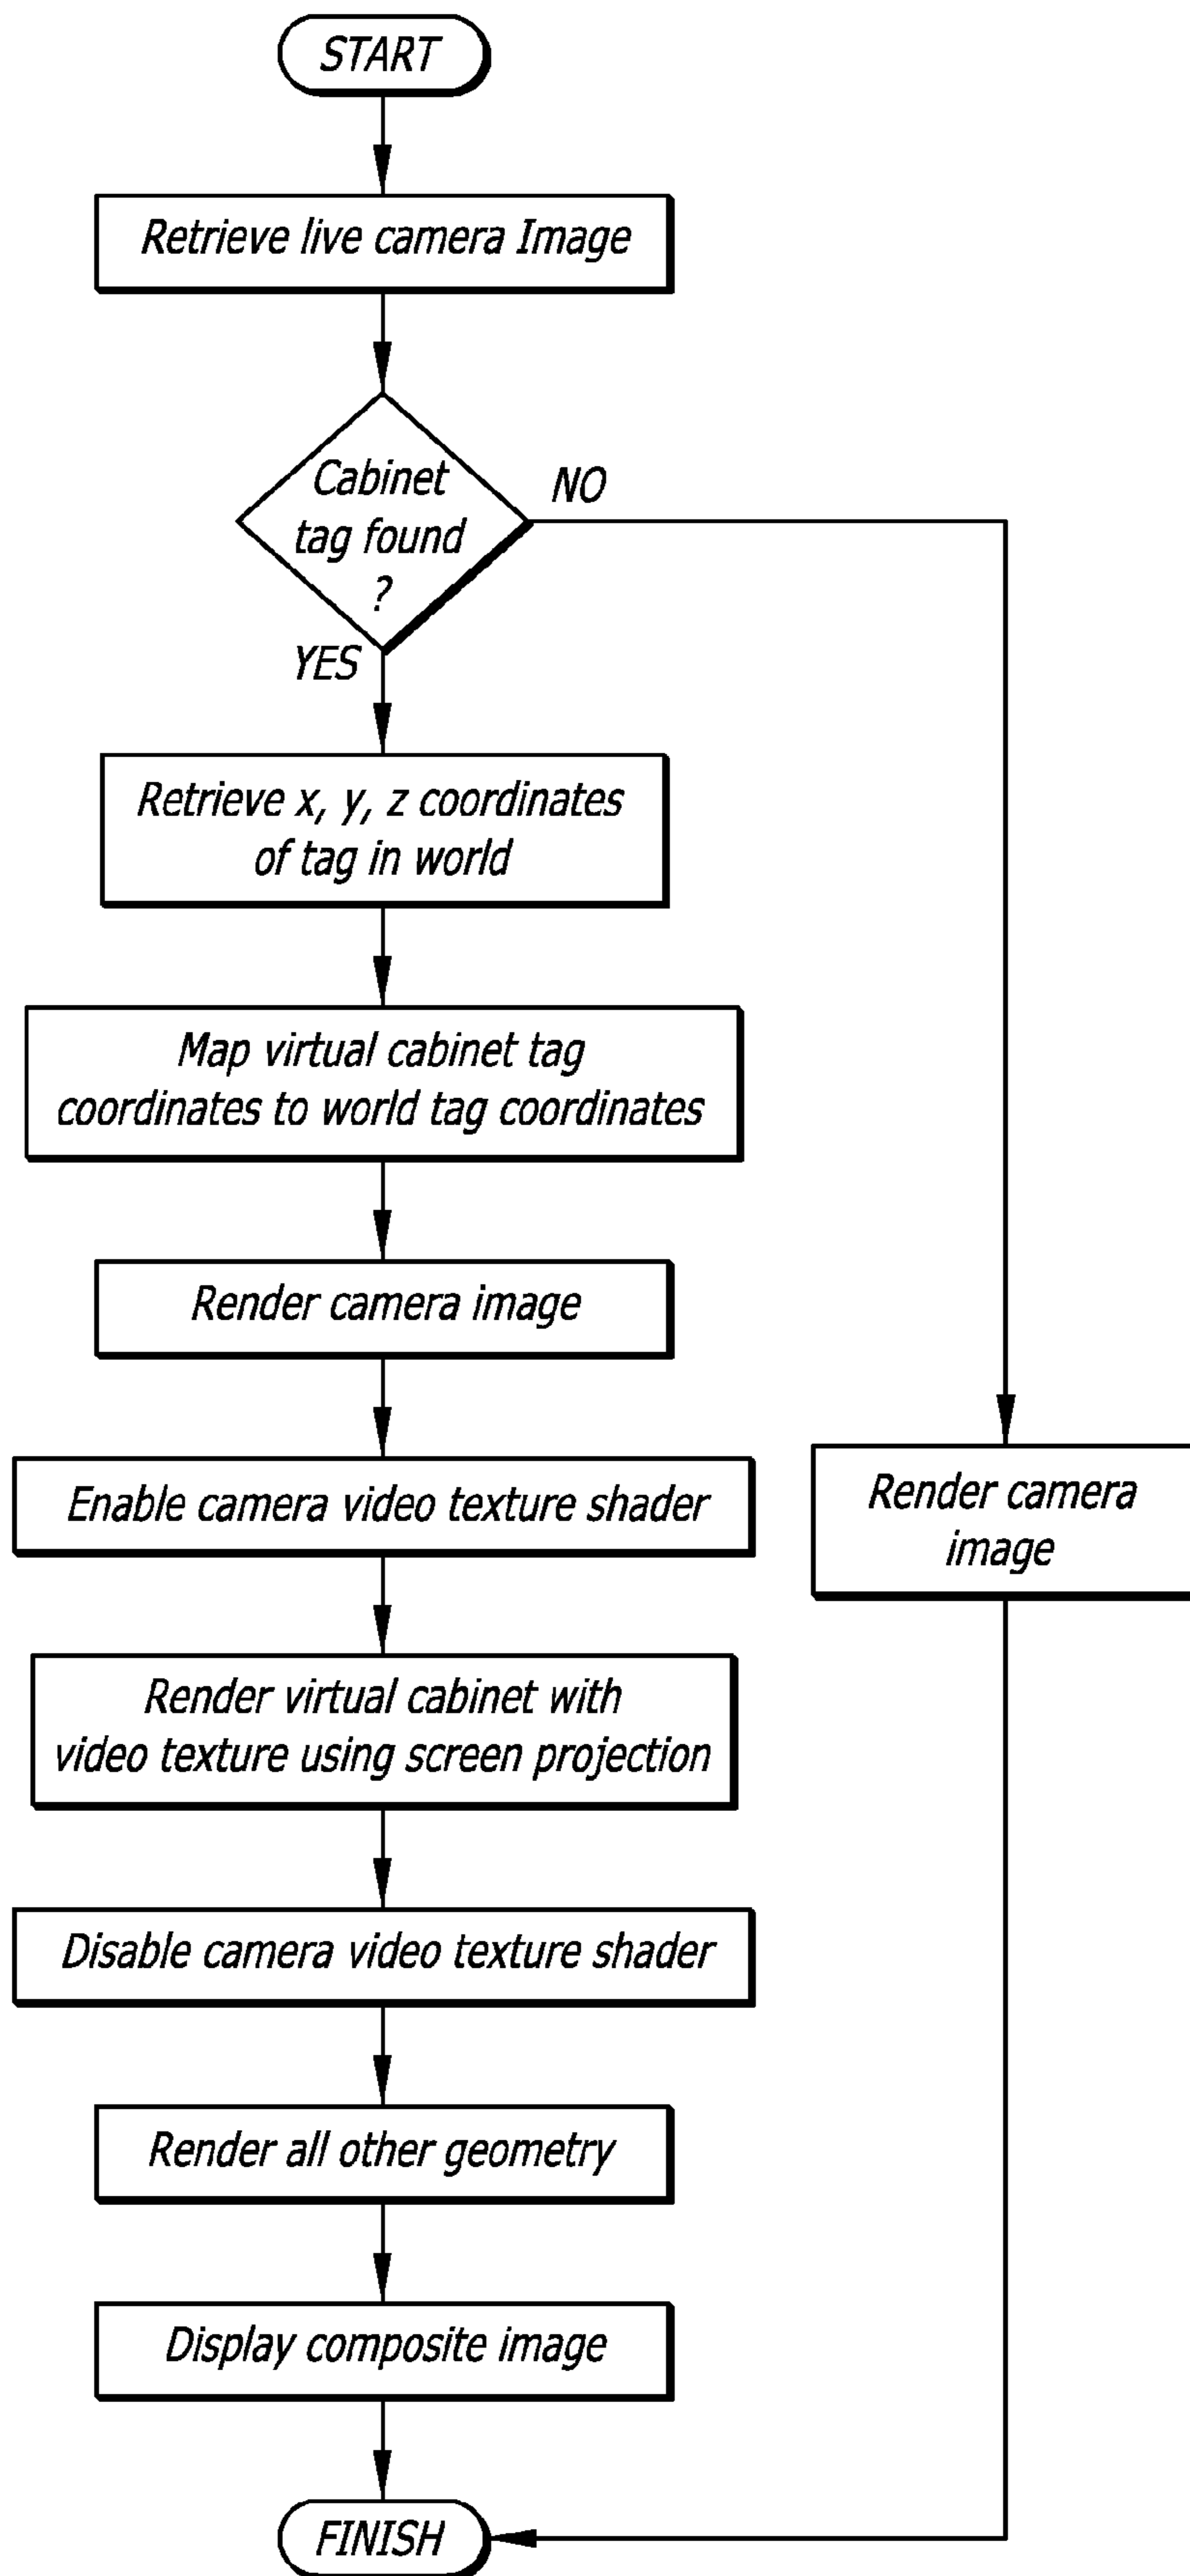 START
Retrieve live camera Image
Cabinet
tag found
?
NO
YES
Retrieve x, y, z coordinates
of tag in world
Map virtual cabinet tag
coordinates to world tag coordinates
Render camera image
Enable camera video texture shader
Render camera
image
Render virtual cabinet with
video texture using screen projection
Disable camera video texture shader
Render all other geometry
Display composite image
FINISH